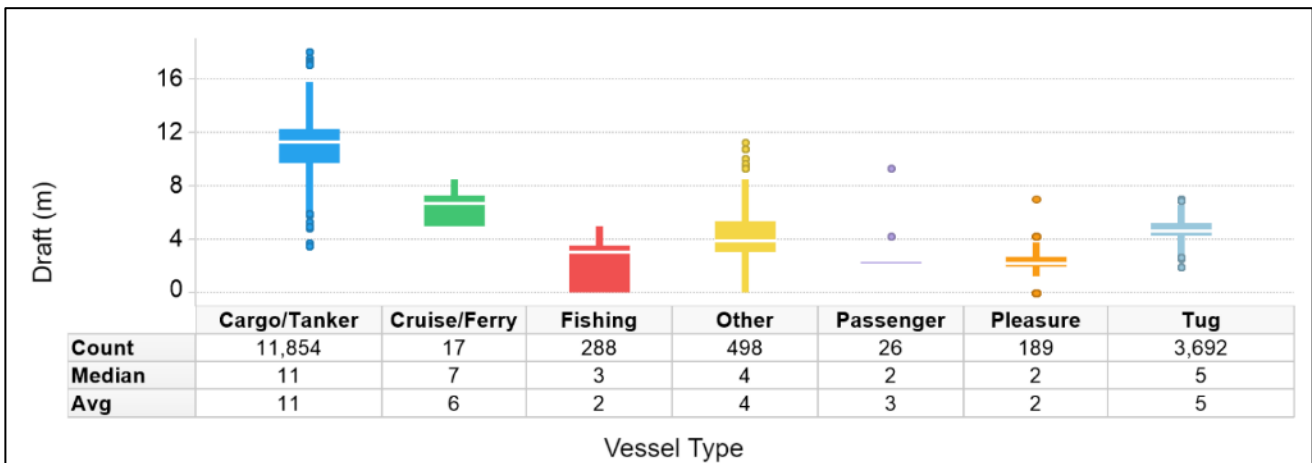 16
12
8
4
0
Draft (m)
Cargo/Tanker Cruise/Ferry Fishing Other Passenger Pleasure Tug
Count 11,854 17 288 498 26 189 3,692
Median 11 7 3 4 2 2 5
Avg 11 6 2 4 3 2 5
Vessel Type